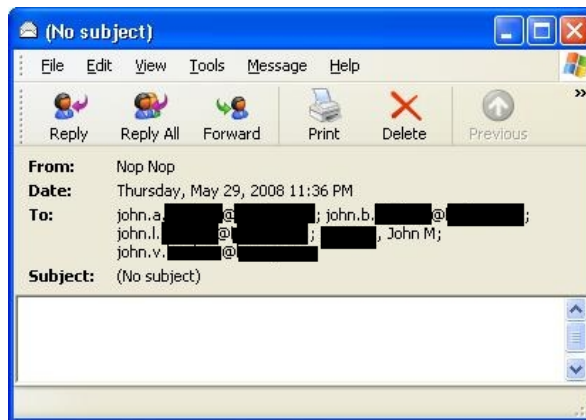 (No subject)
File Edit View Tools Message Help
Reply Reply All Forward Print Delete Previous »
From: Nop Nop
Date: Thursday, May 29, 2008 11:36 PM
To: john.a. @ ; john.b. @ ;
john.l. @ ; , John M;
john.v. @
Subject: (No subject)